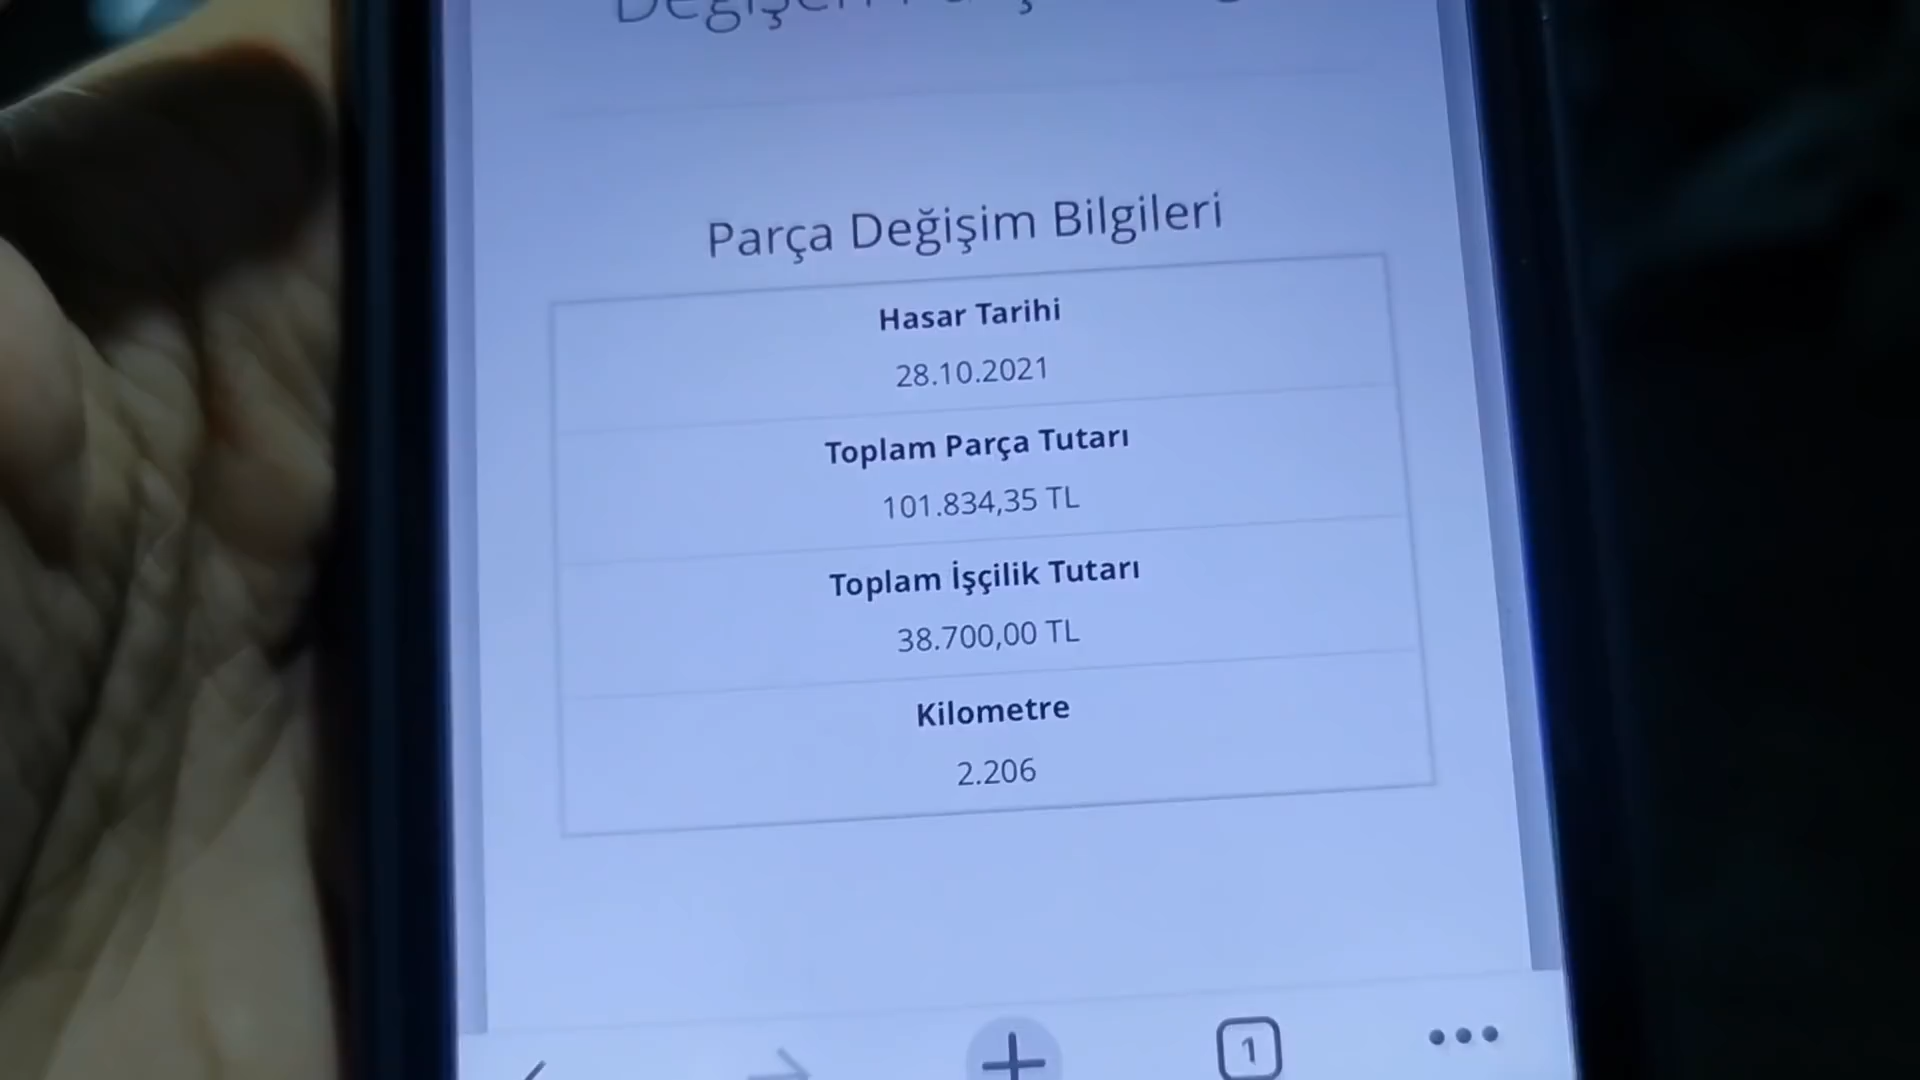 Parça Değişim Bilgileri
Hasar Tarihi
28.10.2021
Toplam Parça Tutarı
101.834,35 TL
Toplam İşçilik Tutarı
38.700,00 TL
Kilometre
2.206
1